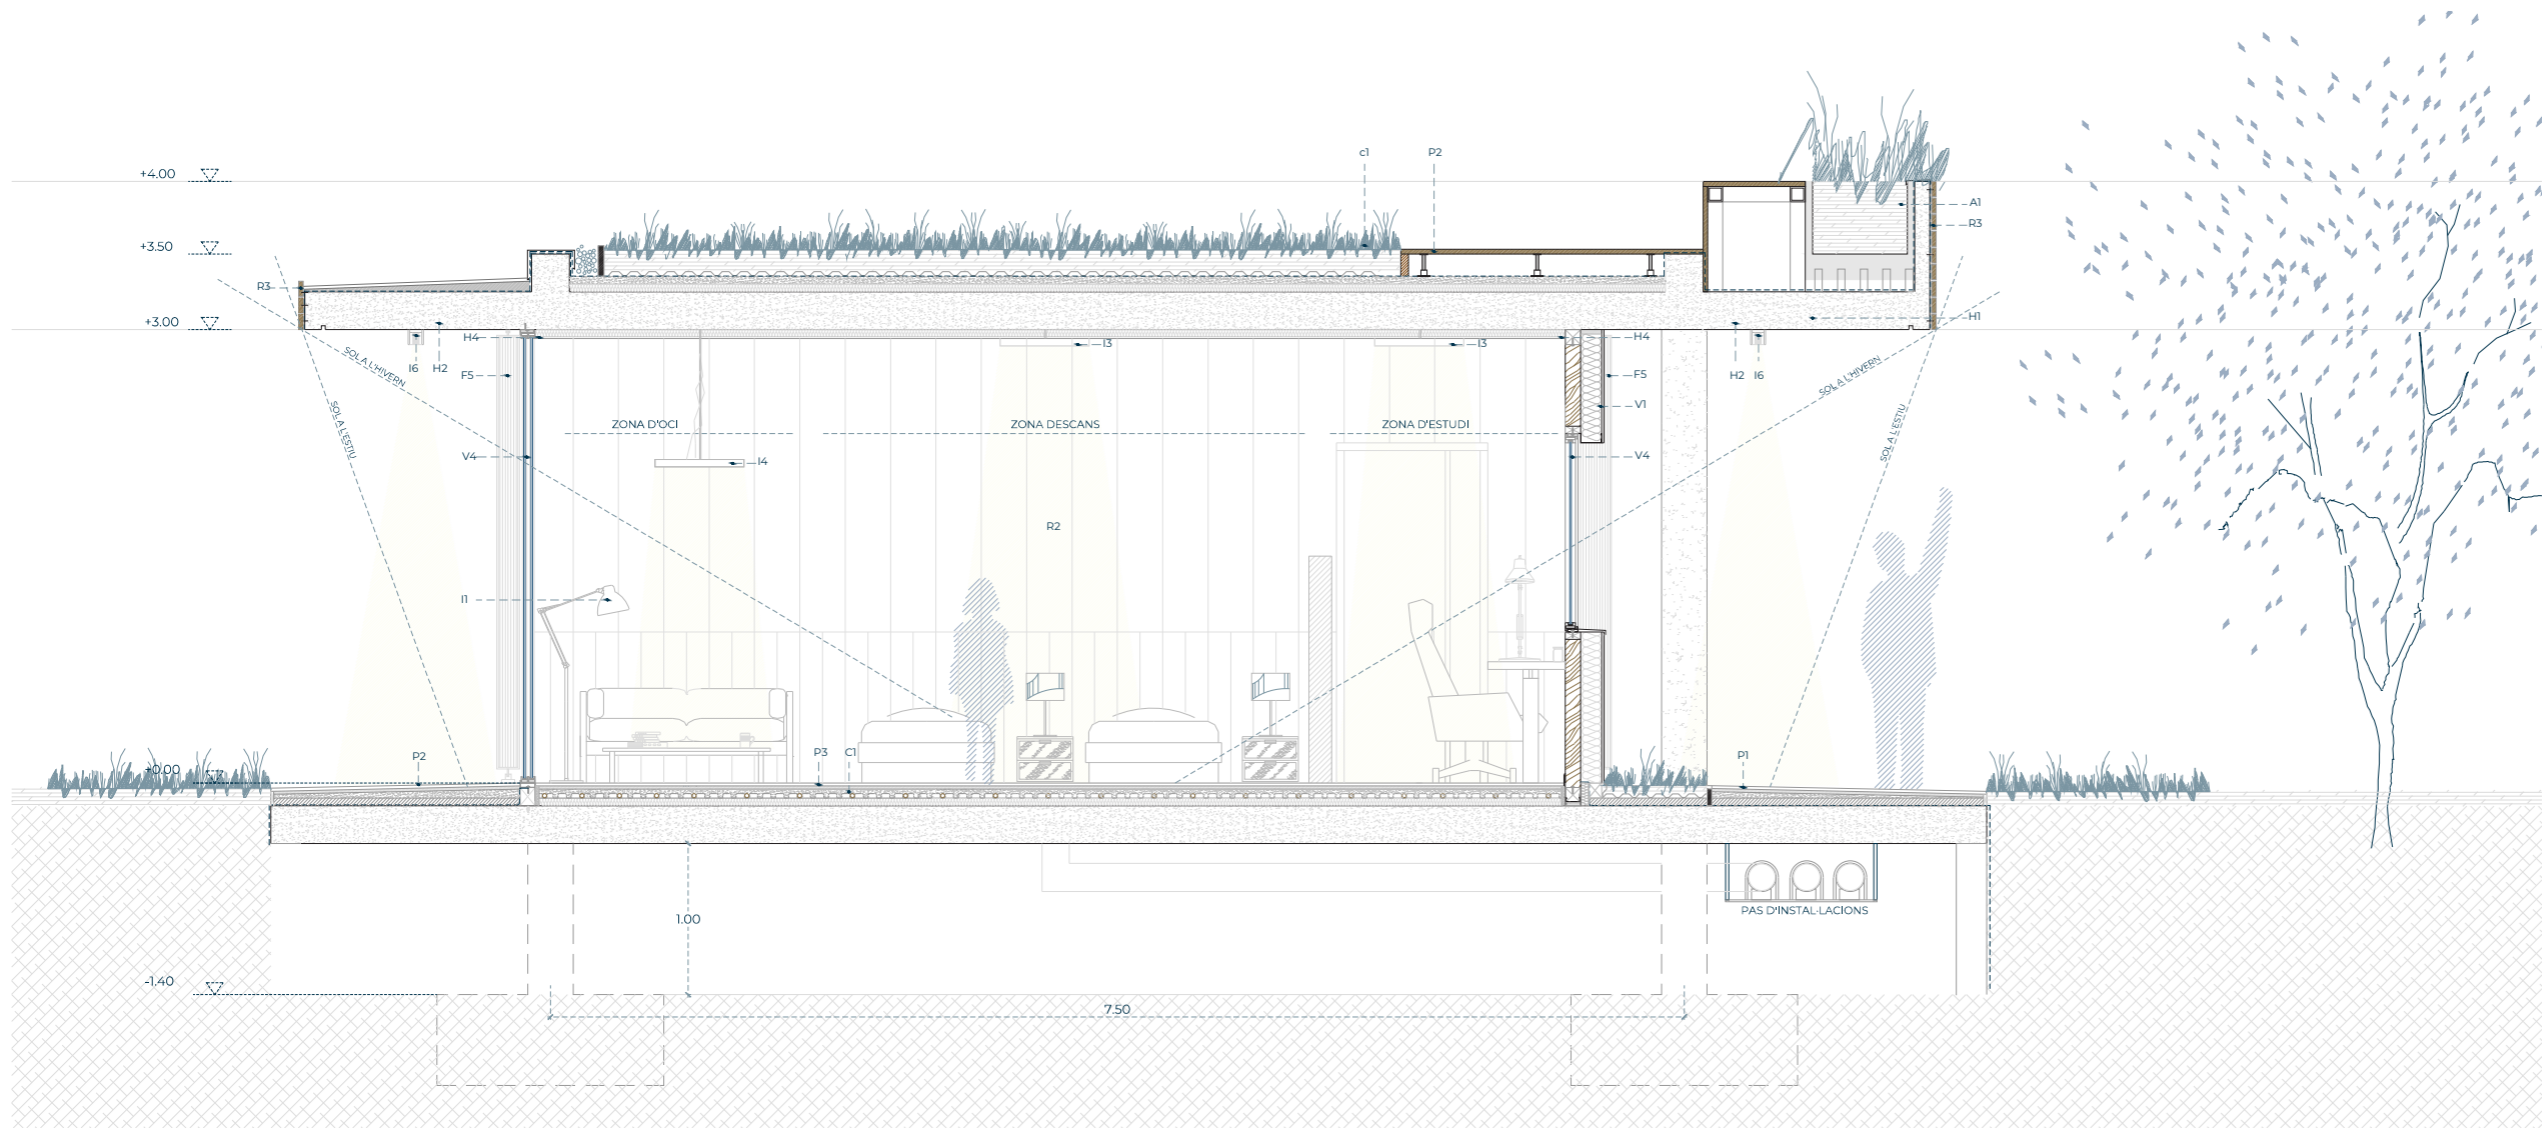 c1
P2
+4.00
A1
R3
+3.50
R3
+3.00
H1
H4
I3
I3
H4
SOL A L'HIVERN
SOL A L'HIVERN
I6
H2
F5
F5
H2
I6
V1
SOL A L'ESTIU
SOL A L'ESTIU
ZONA D'OCI
ZONA DESCANS
ZONA D'ESTUDI
V4
I4
V4
R2
I1
P2
P3
C1
P1
+0.00
1.00
PAS D'INSTAL·LACIONS
-1.40
7.50